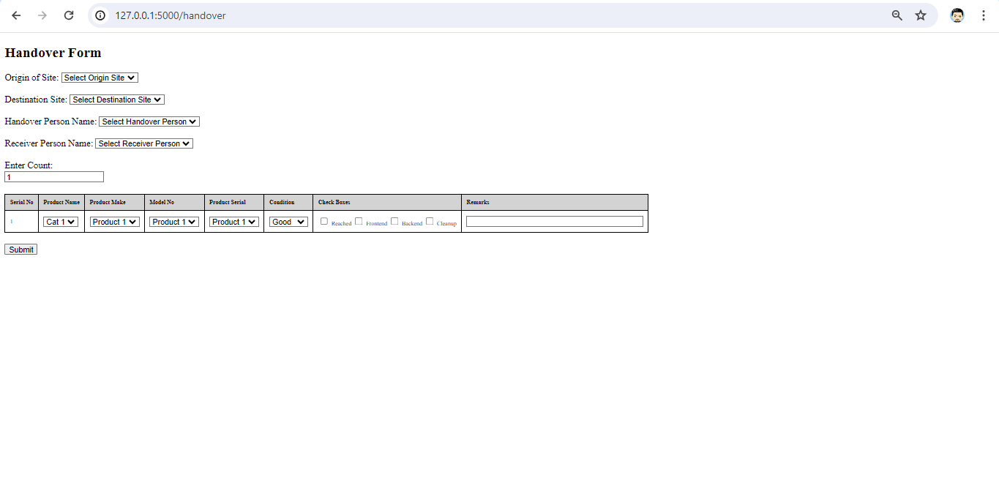 127.0.0.1:5000/handover
Handover Form
Origin of Site: Select Origin Site
Destination Site: Select Destination Site
Handover Person Name: Select Handover Person
Receiver Person Name: Select Receiver Person
Enter Count:
1
Serial No Product Name Product Make Model No Product Serial Condition Check Boxes Remarks
1 Cat 1 Product 1 Product 1 Product 1 Good Reached Frontend Backend Cleanup
Submit